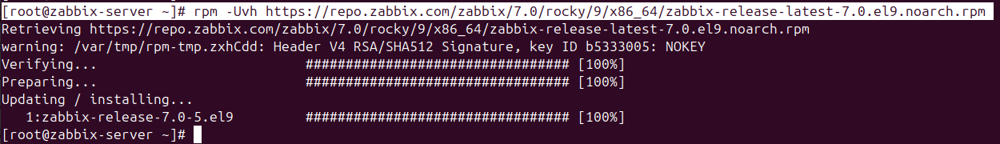 [root@zabbix-server ~]# rpm -Uvh https://repo.zabbix.com/zabbix/7.0/rocky/9/x86_64/zabbix-release-latest-7.0.el9.noarch.rpm
Retrieving https://repo.zabbix.com/zabbix/7.0/rocky/9/x86_64/zabbix-release-latest-7.0.el9.noarch.rpm
warning: /var/tmp/rpm-tmp.zxhCdd: Header V4 RSA/SHA512 Signature, key ID b5333005: NOKEY
Verifying...                          ################################# [100%]
Preparing...                          ################################# [100%]
Updating / installing...
   1:zabbix-release-7.0-5.el9         ################################# [100%]
[root@zabbix-server ~]#